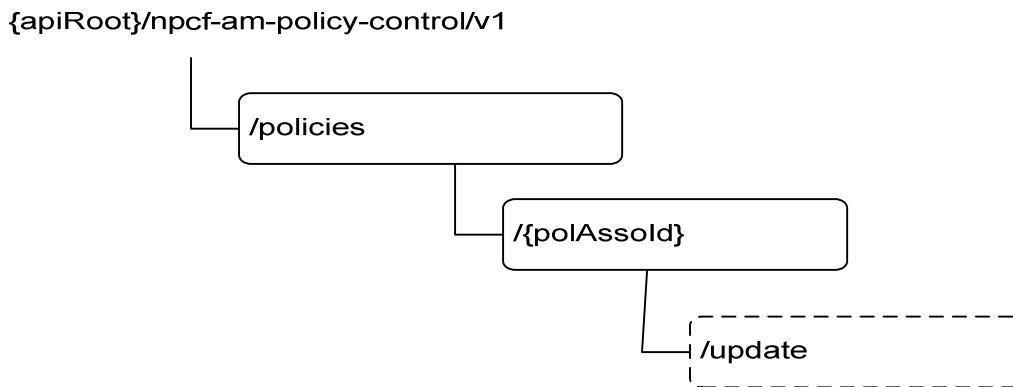 {apiRoot}/npcf-am-policy-control/v1
/policies
/{polAssoId}
/update